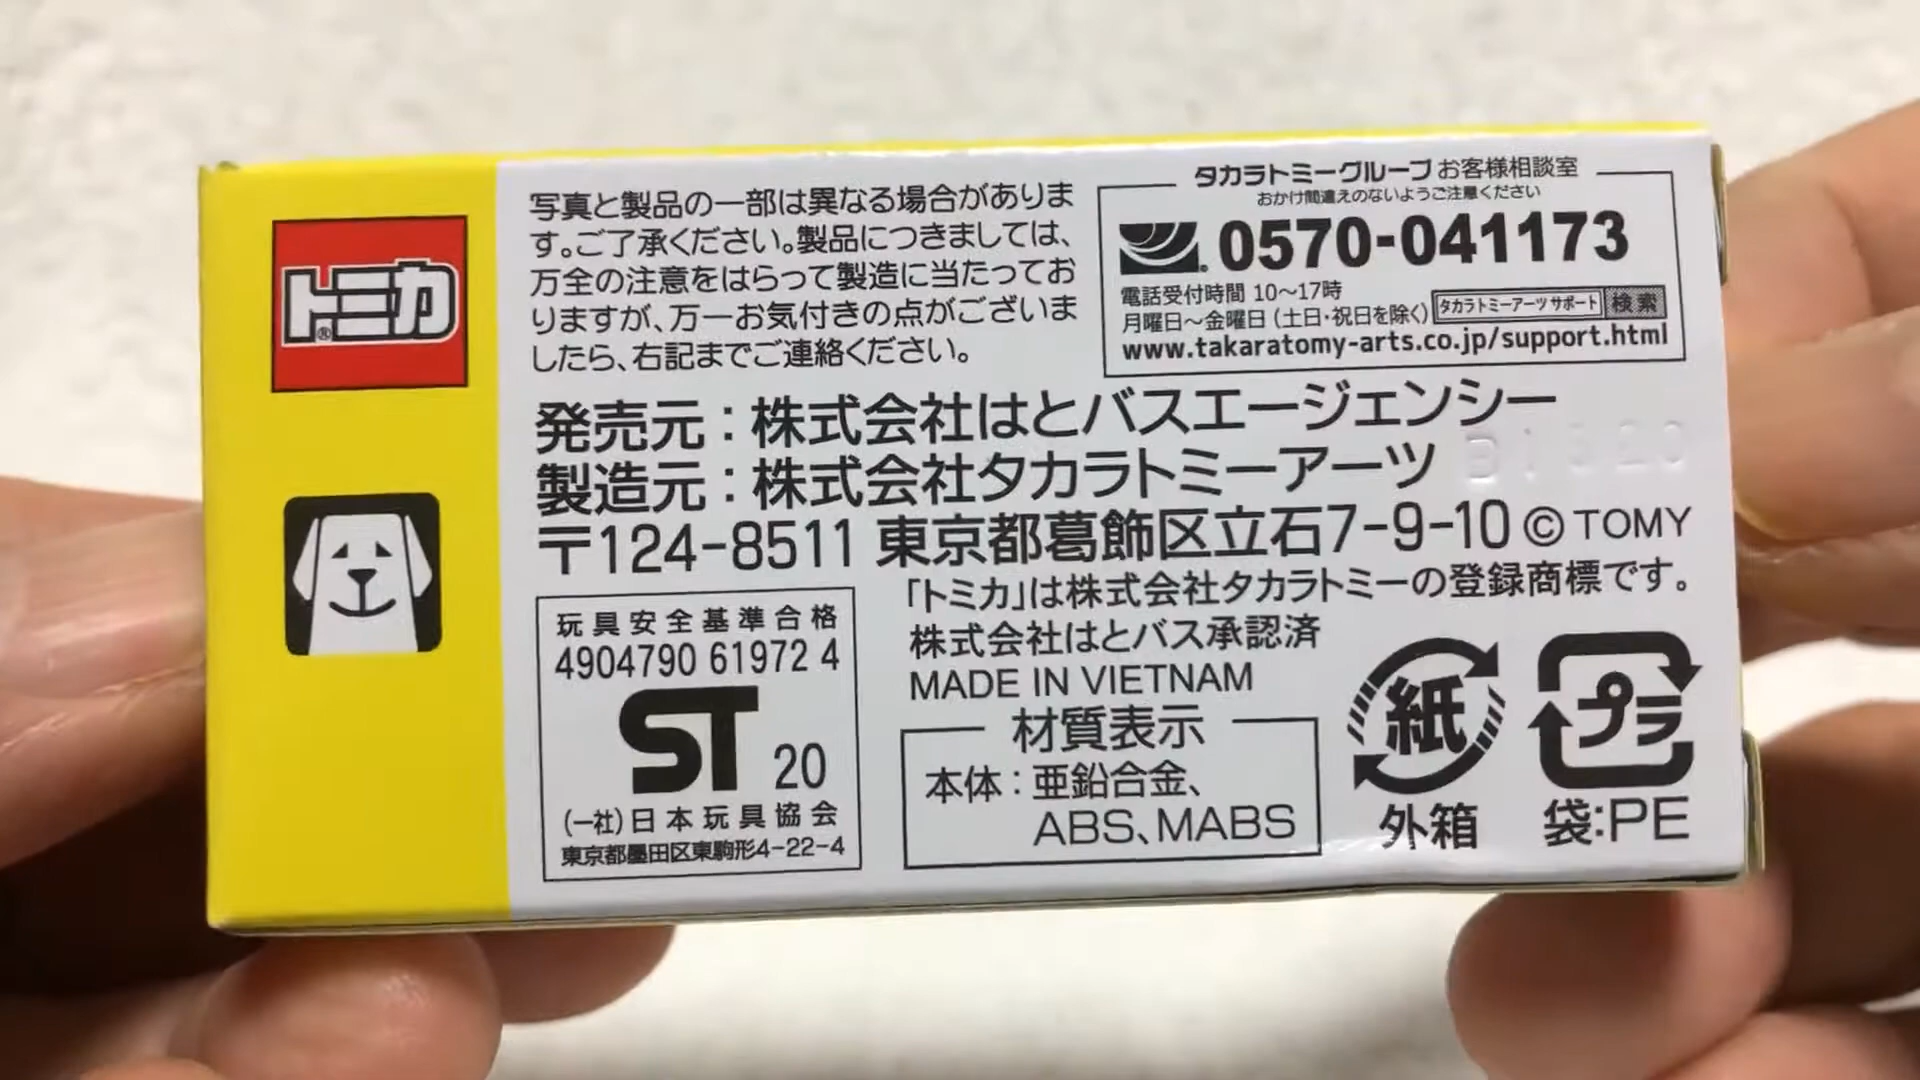 トミカ®
写真と製品の一部は異なる場合がありま
す。ご了承ください。製品につきましては、
万全の注意をはらって製造に当たってお
りますが、万一お気付きの点がございま
したら、右記までご連絡ください。
タカラトミーグループ お客様相談室
おかけ間違えのないようご注意ください
0570-041173
電話受付時間 10〜17時
月曜日〜金曜日 (土日・祝日を除く) タカラトミーアーツ サポート 検索
www.takaratomy-arts.co.jp/support.html
発売元:株式会社はとバスエージェンシー
製造元:株式会社タカラトミーアーツ
〒124-8511 東京都葛飾区立石7-9-10 © TOMY
「トミカ」は株式会社タカラトミーの登録商標です。
株式会社はとバス承認済
MADE IN VIETNAM
玩具安全基準合格
4904790 61972 4
ST 20
(一社)日本玩具協会
東京都墨田区東駒形4-22-4
材質表示
本体:亜鉛合金、
ABS、MABS
紙
外箱
プラ
袋:PE